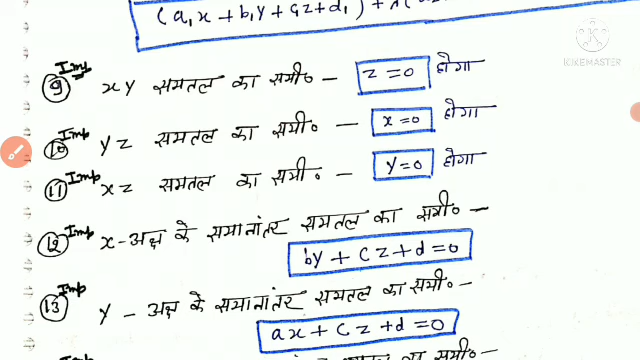 (a₁x + b₁y + c₁z + d₁) + λ(a₂
⑨ Imp xy समतल का समी० – z = 0 होगा
⑩ Imp yz समतल का समी० – x = 0 होगा
⑪ Imp xz समतल का समी० – y = 0 होगा
⑫ Imp x-अक्ष के समानांतर समतल का समी० –
by + cz + d = 0
⑬ Imp y – अक्ष के समानांतर समतल का समी० –
ax + cz + d = 0
KINEMASTER